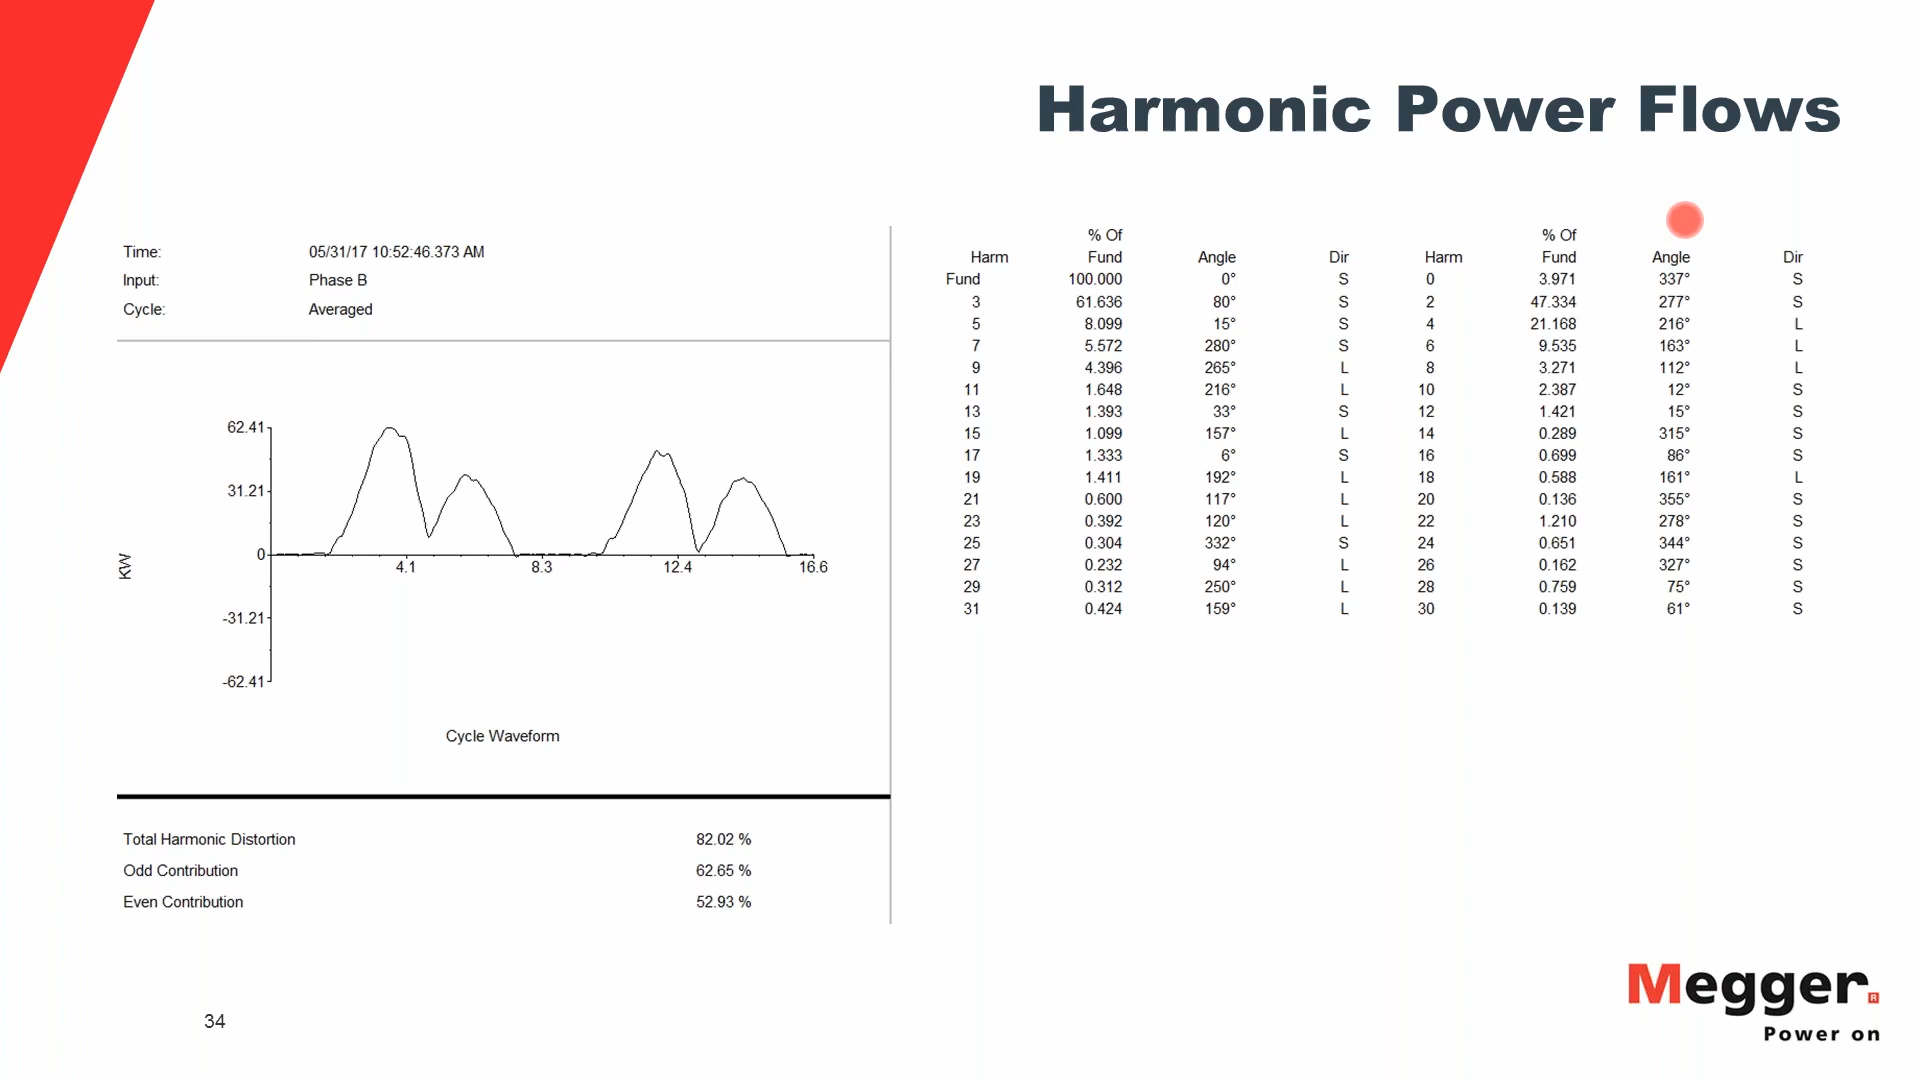 Harmonic Power Flows
Time: 05/31/17 10:52:46.373 AM
Input: Phase B
Cycle: Averaged
62.41
31.21
0
-31.21
-62.41
KW
4.1 8.3 12.4 16.6
Cycle Waveform
Total Harmonic Distortion 82.02 %
Odd Contribution 62.65 %
Even Contribution 52.93 %
% Of % Of
Harm Fund Angle Dir Harm Fund Angle Dir
Fund 100.000 0° S 0 3.971 337° S
3 61.636 80° S 2 47.334 277° S
5 8.099 15° S 4 21.168 216° L
7 5.572 280° S 6 9.535 163° L
9 4.396 265° L 8 3.271 112° L
11 1.648 216° L 10 2.387 12° S
13 1.393 33° S 12 1.421 15° S
15 1.099 157° L 14 0.289 315° S
17 1.333 6° S 16 0.699 86° S
19 1.411 192° L 18 0.588 161° L
21 0.600 117° L 20 0.136 355° S
23 0.392 120° L 22 1.210 278° S
25 0.304 332° S 24 0.651 344° S
27 0.232 94° L 26 0.162 327° S
29 0.312 250° L 28 0.759 75° S
31 0.424 159° L 30 0.139 61° S
34
Megger.®
Power on